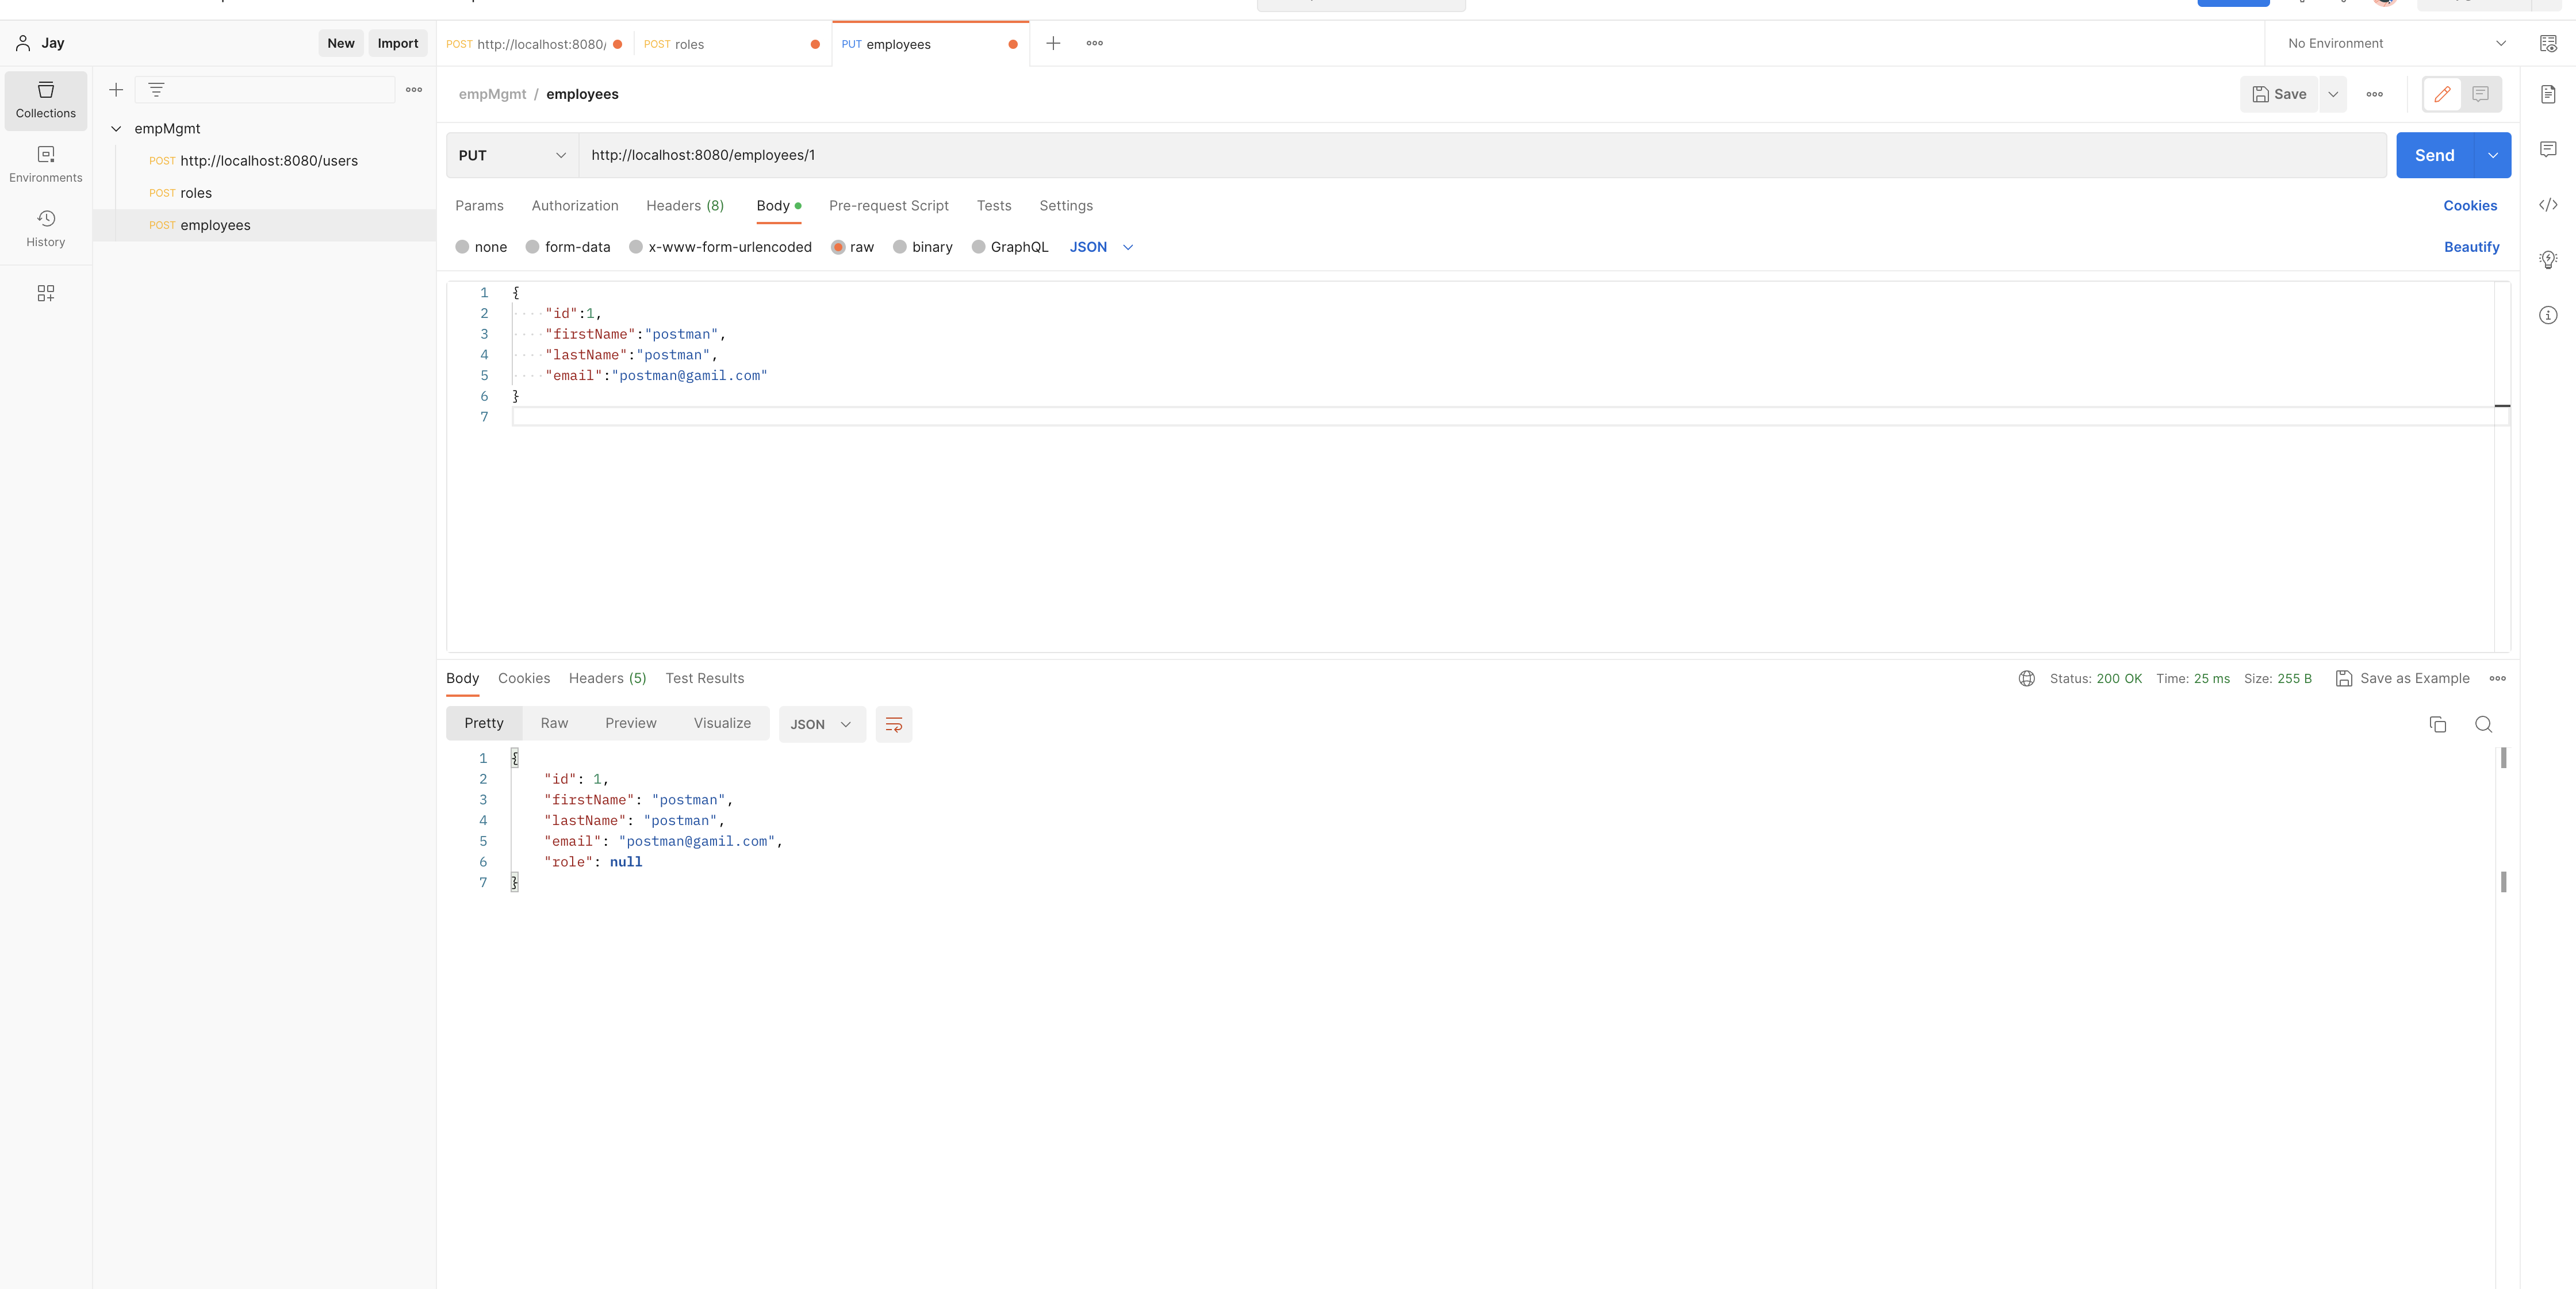 Jay
New
Import
POST http://localhost:8080/
POST roles
PUT employees
No Environment
Collections
Environments
History
empMgmt
POST http://localhost:8080/users
POST roles
POST employees
empMgmt / employees
Save
PUT
http://localhost:8080/employees/1
Send
Params
Authorization
Headers (8)
Body
Pre-request Script
Tests
Settings
Cookies
none
form-data
x-www-form-urlencoded
raw
binary
GraphQL
JSON
Beautify
1 {
2 "id":1,
3 "firstName":"postman",
4 "lastName":"postman",
5 "email":"postman@gamil.com"
6 }
7
Body
Cookies
Headers (5)
Test Results
Status: 200 OK
Time: 25 ms
Size: 255 B
Save as Example
Pretty
Raw
Preview
Visualize
JSON
1 {
2 "id": 1,
3 "firstName": "postman",
4 "lastName": "postman",
5 "email": "postman@gamil.com",
6 "role": null
7 }